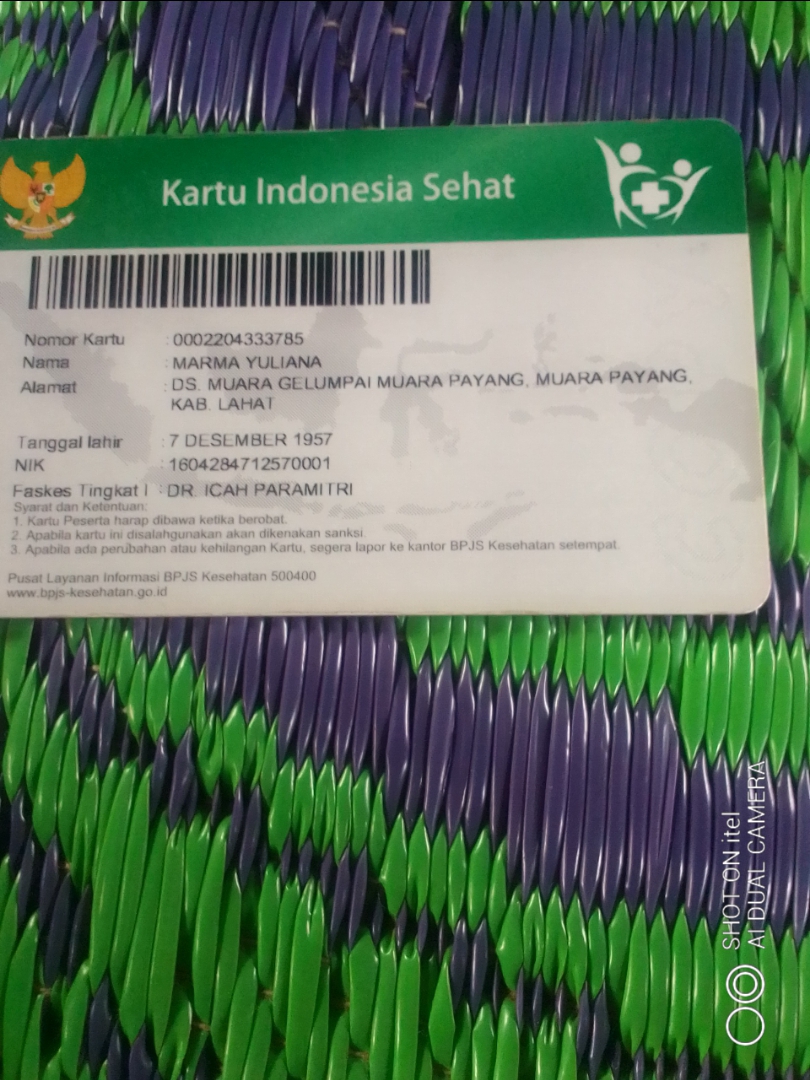 Kartu Indonesia Sehat
Nomor Kartu : 0002204333785
Nama : MARMA YULIANA
Alamat : DS. MUARA GELUMPAI MUARA PAYANG, MUARA PAYANG,
KAB. LAHAT
Tanggal lahir : 7 DESEMBER 1957
NIK : 1604284712570001
Faskes Tingkat I : DR. ICAH PARAMITRI
Syarat dan Ketentuan:
1. Kartu Peserta harap dibawa ketika berobat.
2. Apabila kartu ini disalahgunakan akan dikenakan sanksi.
3. Apabila ada perubahan atau kehilangan Kartu, segera lapor ke kantor BPJS Kesehatan setempat.
Pusat Layanan Informasi BPJS Kesehatan 500400
www.bpjs-kesehatan.go.id
SHOT ON itel
AI DUAL CAMERA